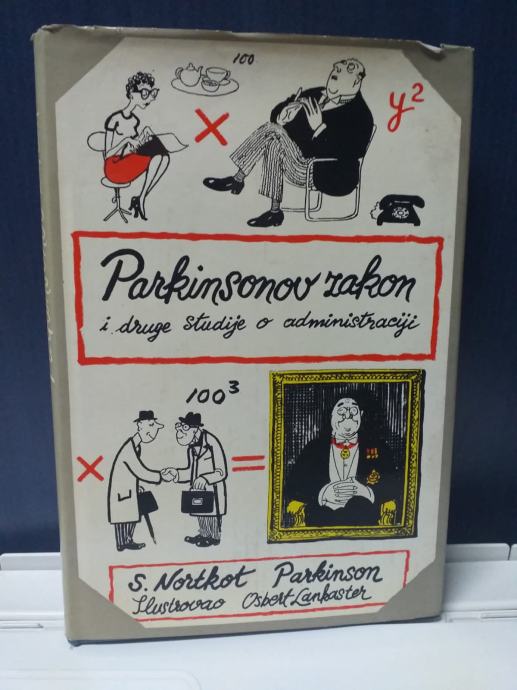 100
× y²
Parkinsonov zakon
i druge studije o administraciji
100³
× =
S. Nortkot Parkinson
Ilustrovao Osbert Lankaster